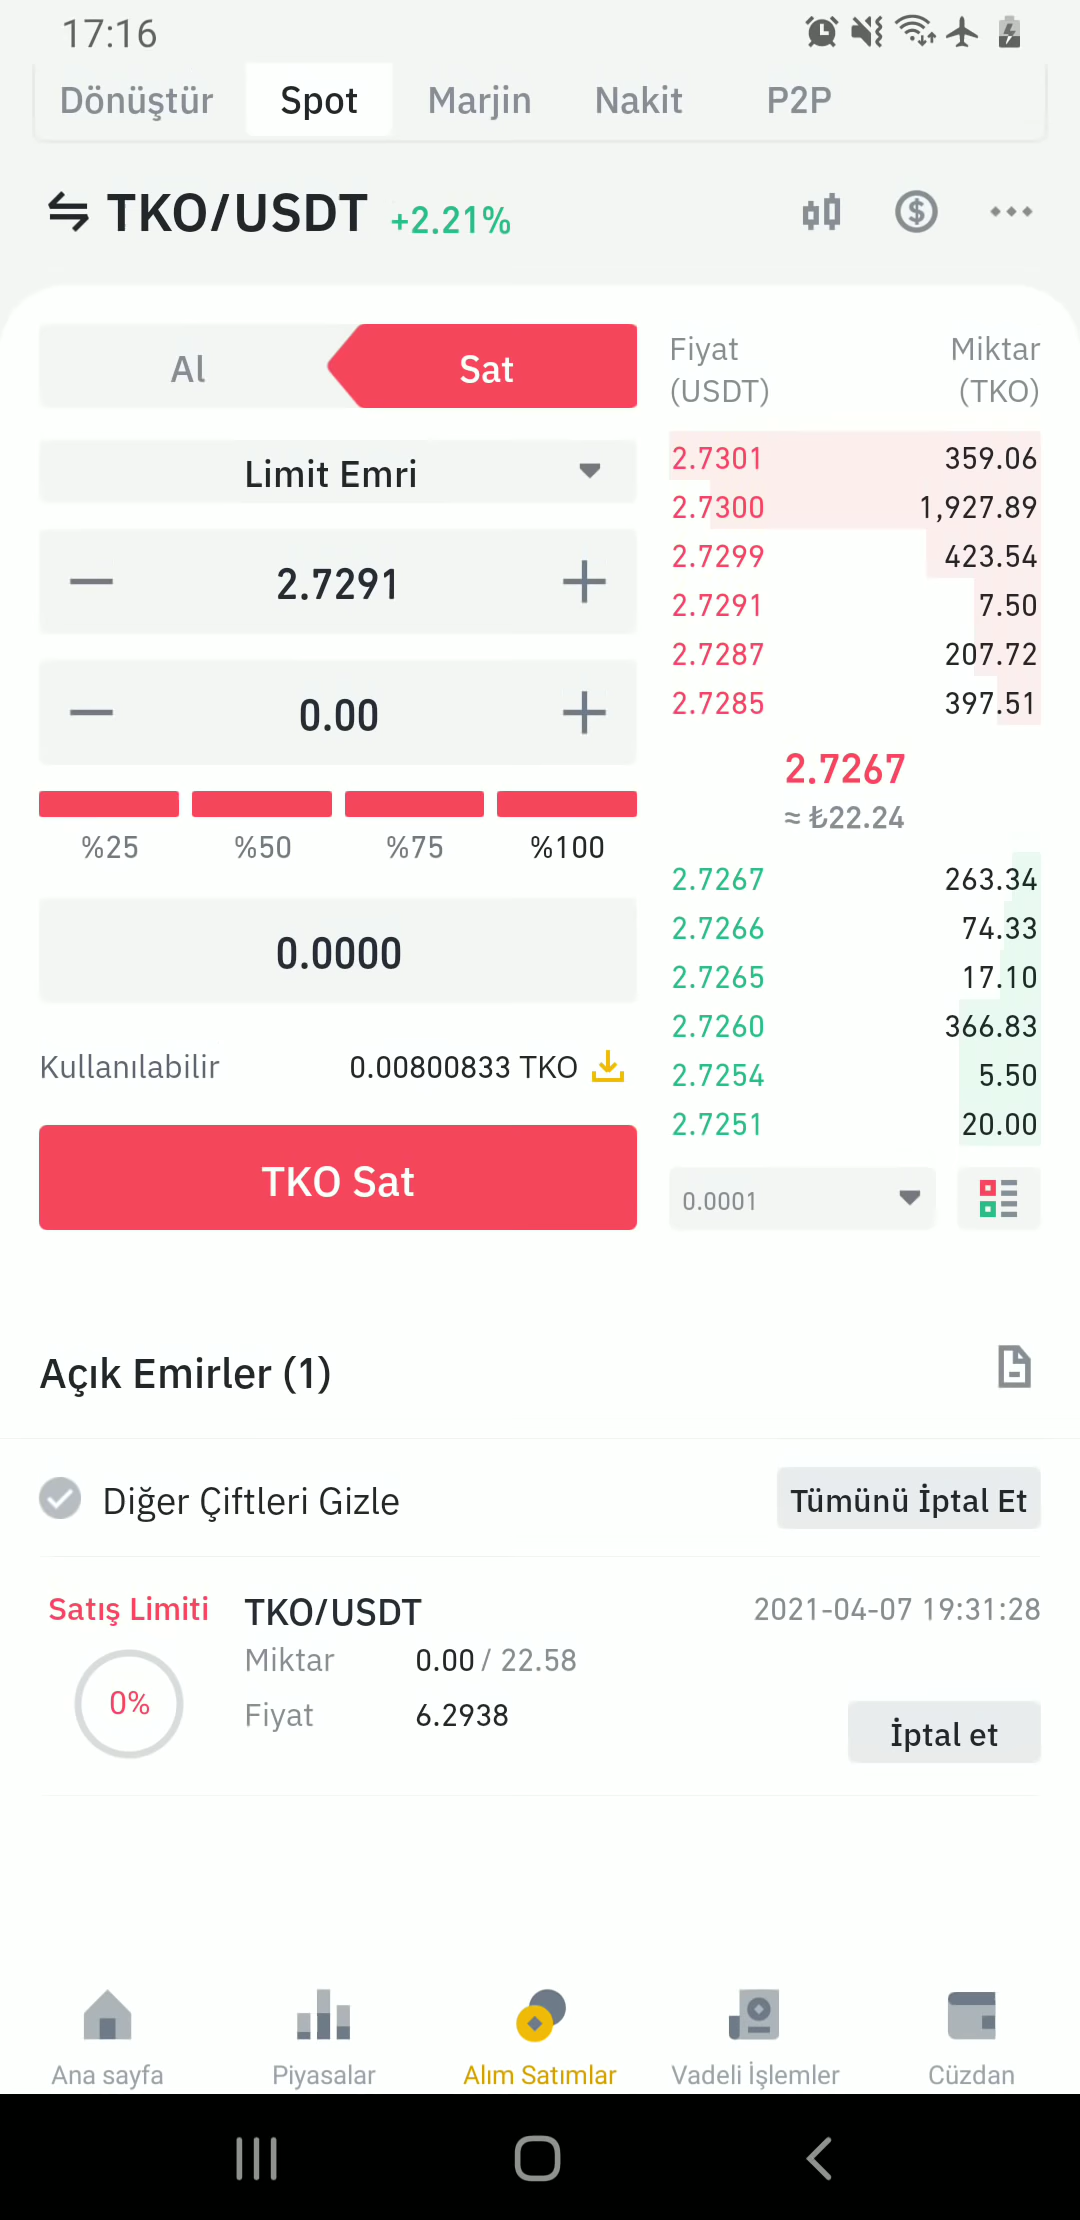 17:16
Dönüştür Spot Marjin Nakit P2P
TKO/USDT +2.21%
Al Sat
Limit Emri
2.7291
0.00
%25 %50 %75 %100
0.0000
Kullanılabilir 0.00800833 TKO
TKO Sat
Fiyat Miktar
(USDT) (TKO)
2.7301 359.06
2.7300 1,927.89
2.7299 423.54
2.7291 7.50
2.7287 207.72
2.7285 397.51
2.7267
≈ ₺22.24
2.7267 263.34
2.7266 74.33
2.7265 17.10
2.7260 366.83
2.7254 5.50
2.7251 20.00
0.0001
Açık Emirler (1)
Diğer Çiftleri Gizle Tümünü İptal Et
Satış Limiti TKO/USDT 2021-04-07 19:31:28
Miktar 0.00 / 22.58
0% Fiyat 6.2938
İptal et
Ana sayfa Piyasalar Alım Satımlar Vadeli İşlemler Cüzdan